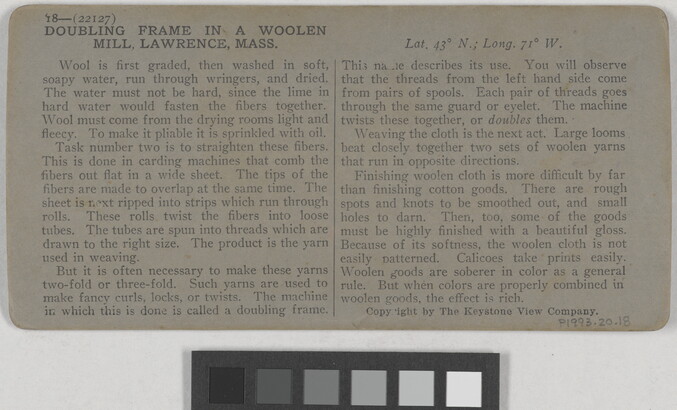 18—(22127)
DOUBLING FRAME IN A WOOLEN
MILL, LAWRENCE, MASS.
Lat. 43° N.; Long. 71° W.
Wool is first graded, then washed in soft,
soapy water, run through wringers, and dried.
The water must not be hard, since the lime in
hard water would fasten the fibers together.
Wool must come from the drying rooms light and
fleecy. To make it pliable it is sprinkled with oil.
Task number two is to straighten these fibers.
This is done in carding machines that comb the
fibers out flat in a wide sheet. The tips of the
fibers are made to overlap at the same time. The
sheet is next ripped into strips which run through
rolls. These rolls twist the fibers into loose
tubes. The tubes are spun into threads which are
drawn to the right size. The product is the yarn
used in weaving.
But it is often necessary to make these yarns
two-fold or three-fold. Such yarns are used to
make fancy curls, locks, or twists. The machine
in which this is done is called a doubling frame.
This name describes its use. You will observe
that the threads from the left hand side come
from pairs of spools. Each pair of threads goes
through the same guard or eyelet. The machine
twists these together, or doubles them.
Weaving the cloth is the next act. Large looms
beat closely together two sets of woolen yarns
that run in opposite directions.
Finishing woolen cloth is more difficult by far
than finishing cotton goods. There are rough
spots and knots to be smoothed out, and small
holes to darn. Then, too, some of the goods
must be highly finished with a beautiful gloss.
Because of its softness, the woolen cloth is not
easily patterned. Calicoes take prints easily.
Woolen goods are soberer in color as a general
rule. But when colors are properly combined in
woolen goods, the effect is rich.
Copyright by The Keystone View Company.
P1993.20.18